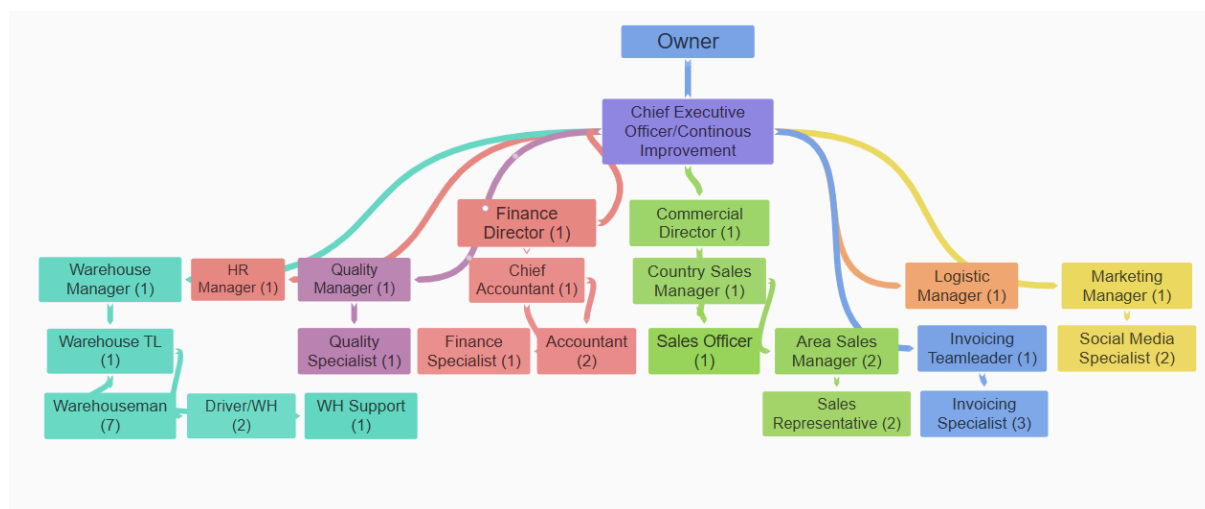 Owner
Chief Executive
Officer/Continous
Improvement
Finance
Director (1)
Commercial
Director (1)
Warehouse
Manager (1)
HR
Manager (1)
Quality
Manager (1)
Chief
Accountant (1)
Country Sales
Manager (1)
Logistic
Manager (1)
Marketing
Manager (1)
Warehouse TL
(1)
Quality
Specialist (1)
Finance
Specialist (1)
Accountant
(2)
Sales Officer
(1)
Area Sales
Manager (2)
Invoicing
Teamleader (1)
Social Media
Specialist (2)
Warehouseman
(7)
Driver/WH
(2)
WH Support
(1)
Sales
Representative (2)
Invoicing
Specialist (3)